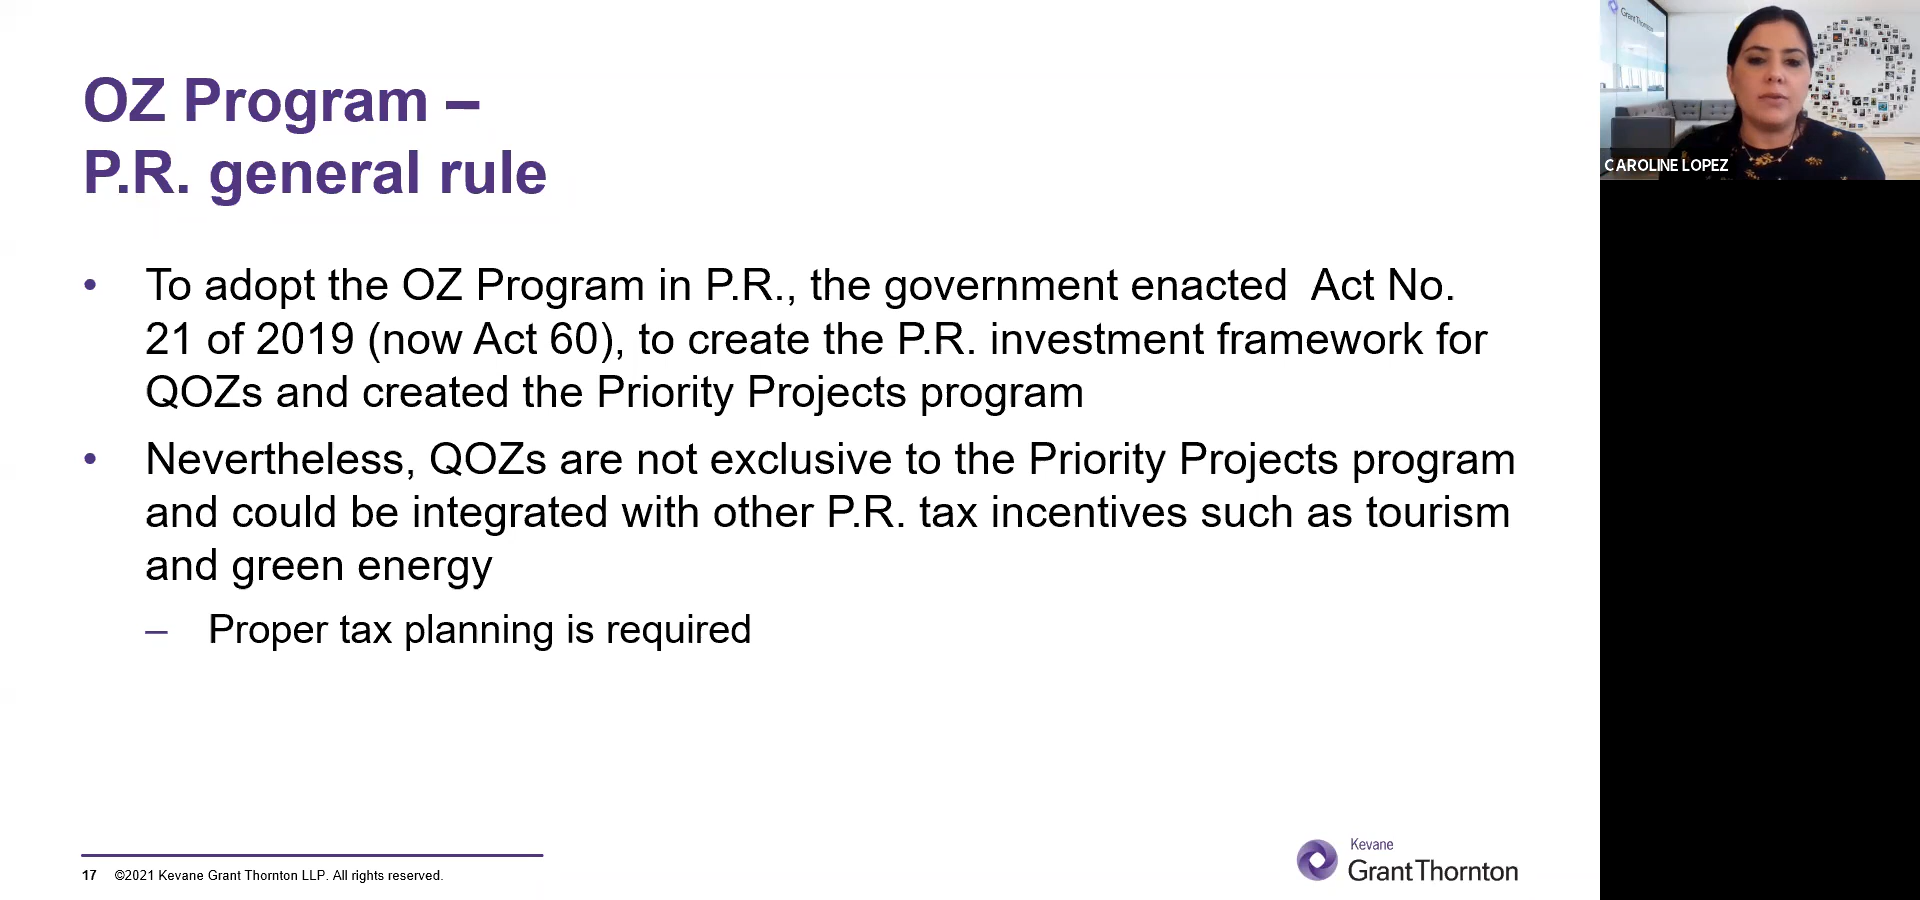 OZ Program –
P.R. general rule
• To adopt the OZ Program in P.R., the government enacted  Act No.
21 of 2019 (now Act 60), to create the P.R. investment framework for
QOZs and created the Priority Projects program
• Nevertheless, QOZs are not exclusive to the Priority Projects program
and could be integrated with other P.R. tax incentives such as tourism
and green energy
– Proper tax planning is required
17 ©2021 Kevane Grant Thornton LLP. All rights reserved.
Kevane
GrantThornton
GrantThornton
CAROLINE LOPEZ